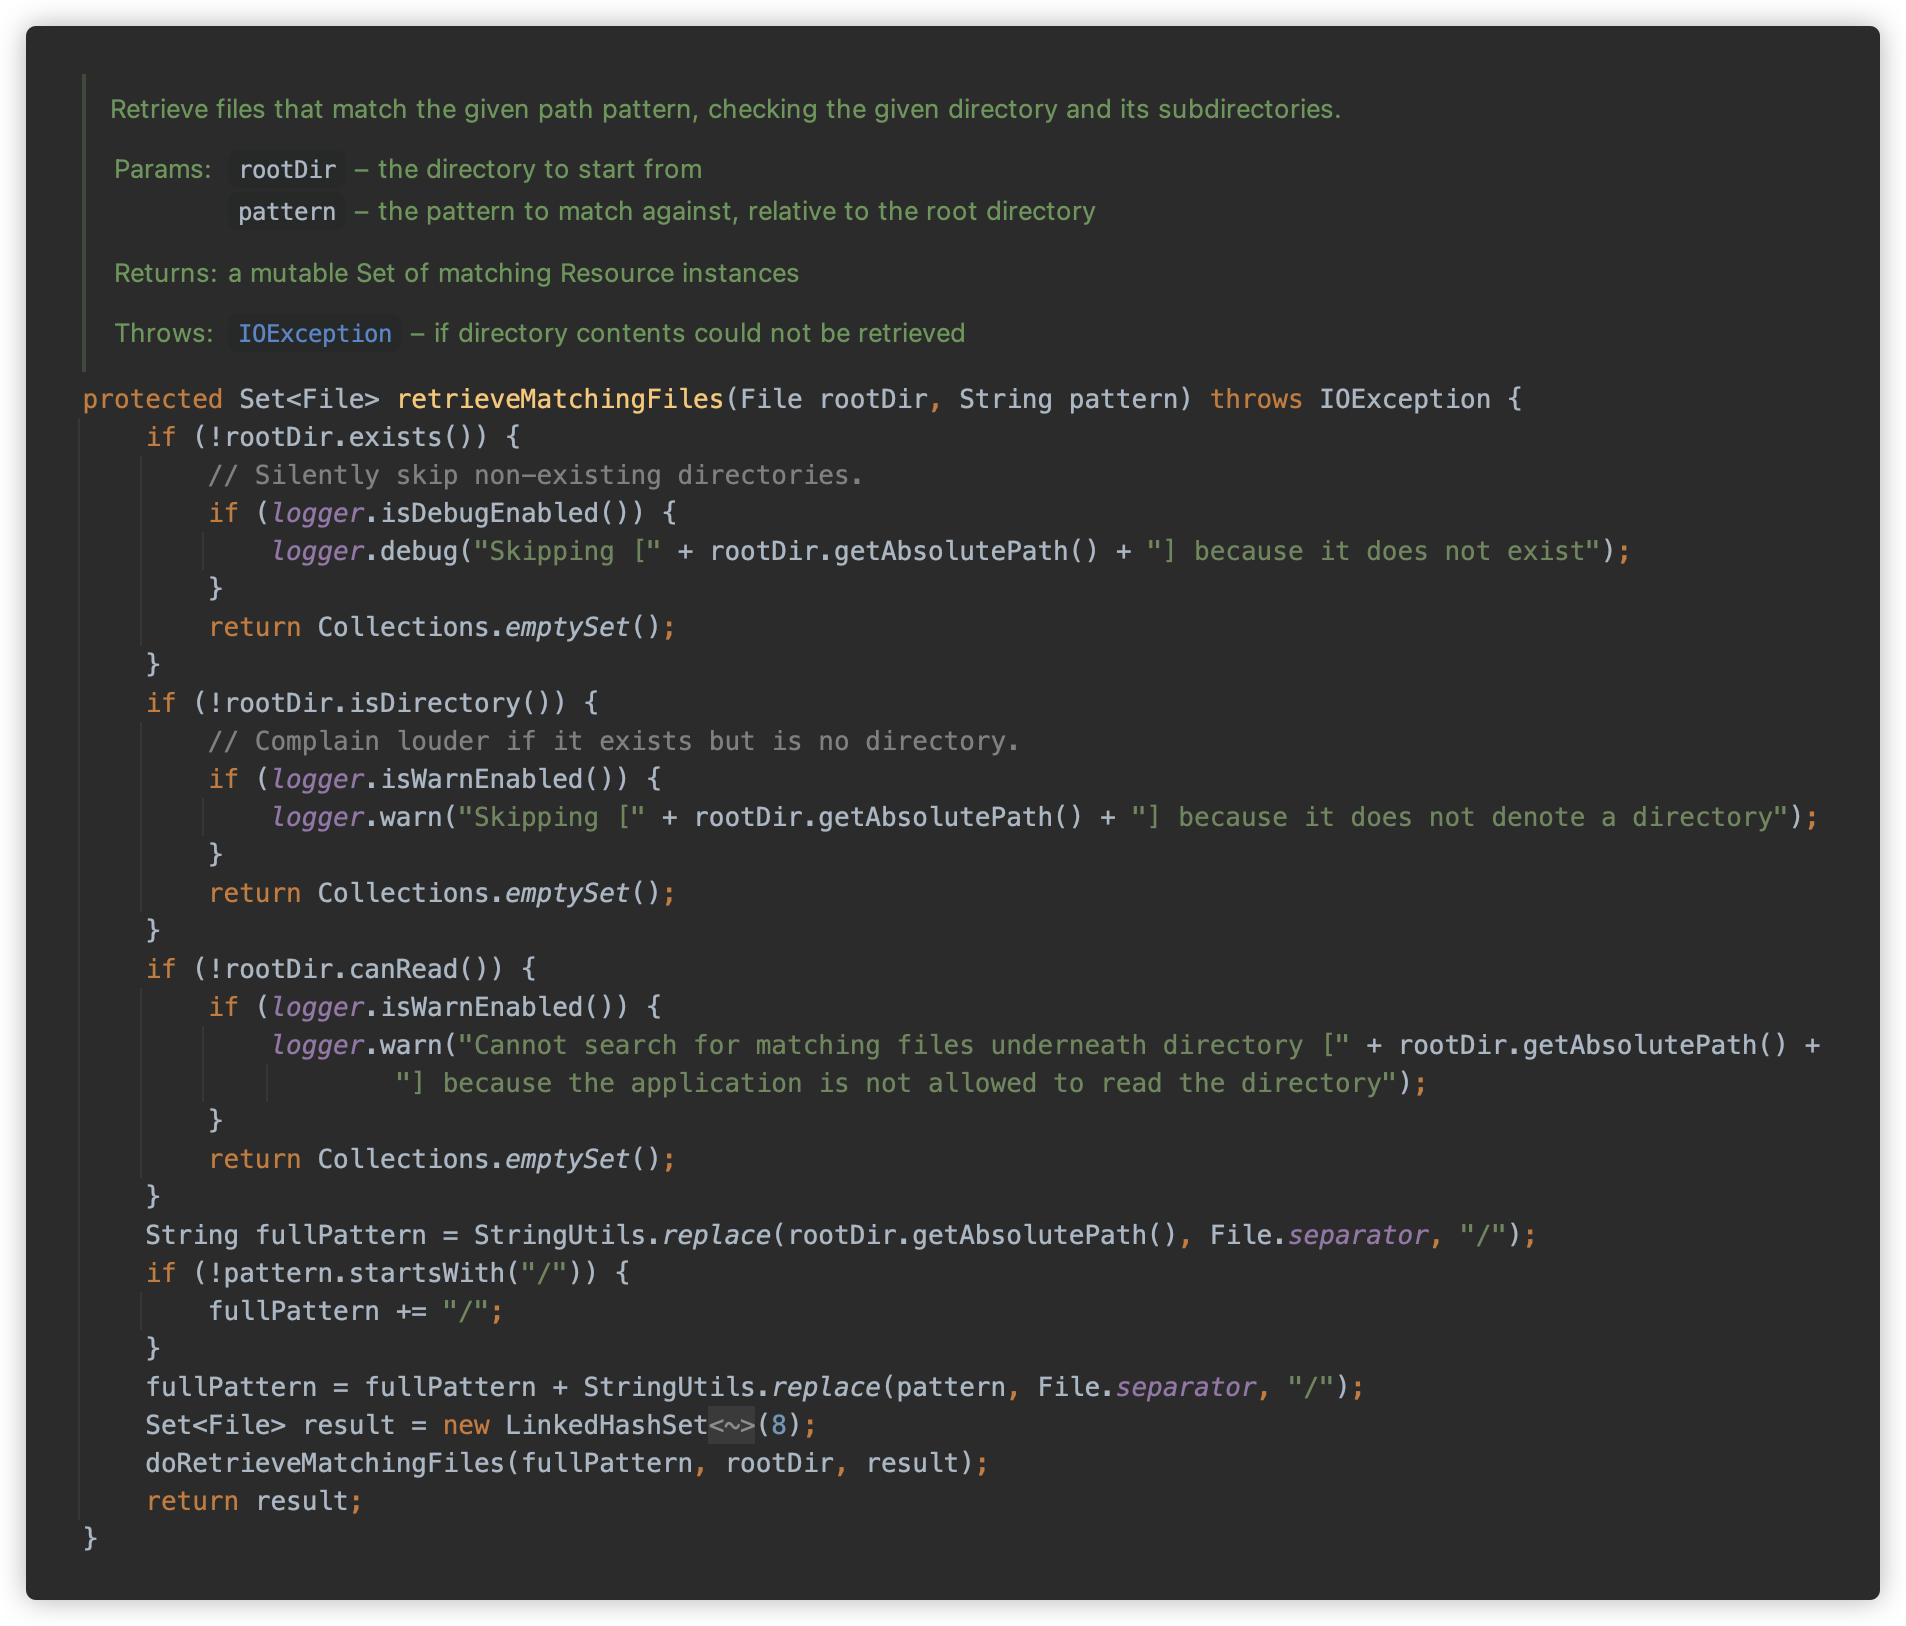 Retrieve files that match the given path pattern, checking the given directory and its subdirectories.
Params: rootDir – the directory to start from
pattern – the pattern to match against, relative to the root directory
Returns: a mutable Set of matching Resource instances
Throws: IOException – if directory contents could not be retrieved
protected Set<File> retrieveMatchingFiles(File rootDir, String pattern) throws IOException {
    if (!rootDir.exists()) {
        // Silently skip non-existing directories.
        if (logger.isDebugEnabled()) {
            logger.debug("Skipping [" + rootDir.getAbsolutePath() + "] because it does not exist");
        }
        return Collections.emptySet();
    }
    if (!rootDir.isDirectory()) {
        // Complain louder if it exists but is no directory.
        if (logger.isWarnEnabled()) {
            logger.warn("Skipping [" + rootDir.getAbsolutePath() + "] because it does not denote a directory");
        }
        return Collections.emptySet();
    }
    if (!rootDir.canRead()) {
        if (logger.isWarnEnabled()) {
            logger.warn("Cannot search for matching files underneath directory [" + rootDir.getAbsolutePath() +
                    "] because the application is not allowed to read the directory");
        }
        return Collections.emptySet();
    }
    String fullPattern = StringUtils.replace(rootDir.getAbsolutePath(), File.separator, "/");
    if (!pattern.startsWith("/")) {
        fullPattern += "/";
    }
    fullPattern = fullPattern + StringUtils.replace(pattern, File.separator, "/");
    Set<File> result = new LinkedHashSet<~>(8);
    doRetrieveMatchingFiles(fullPattern, rootDir, result);
    return result;
}